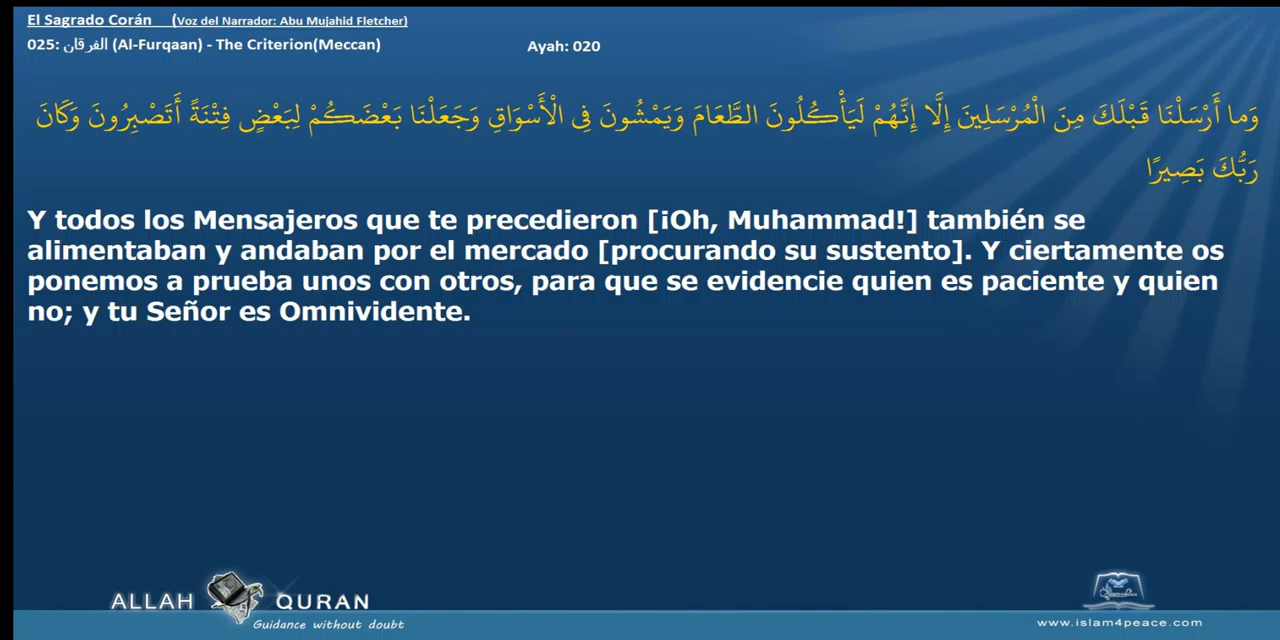 El Sagrado Corán (Voz del Narrador: Abu Mujahid Fletcher)
025: الفرقان (Al-Furqaan) - The Criterion(Meccan) Ayah: 020
وَما أَرْسَلْنَا قَبْلَكَ مِنَ الْمُرْسَلِينَ إِلَّا إِنَّهُمْ لَيَأْكُلُونَ الطَّعَامَ وَيَمْشُونَ فِي الْأَسْوَاقِ وَجَعَلْنَا بَعْضَكُمْ لِبَعْضٍ فِتْنَةً أَتَصْبِرُونَ وَكَانَ
رَبُّكَ بَصِيرًا
Y todos los Mensajeros que te precedieron [¡Oh, Muhammad!] también se
alimentaban y andaban por el mercado [procurando su sustento]. Y ciertamente os
ponemos a prueba unos con otros, para que se evidencie quien es paciente y quien
no; y tu Señor es Omnividente.
ALLAH QURAN
Guidance without doubt
www.islam4peace.com